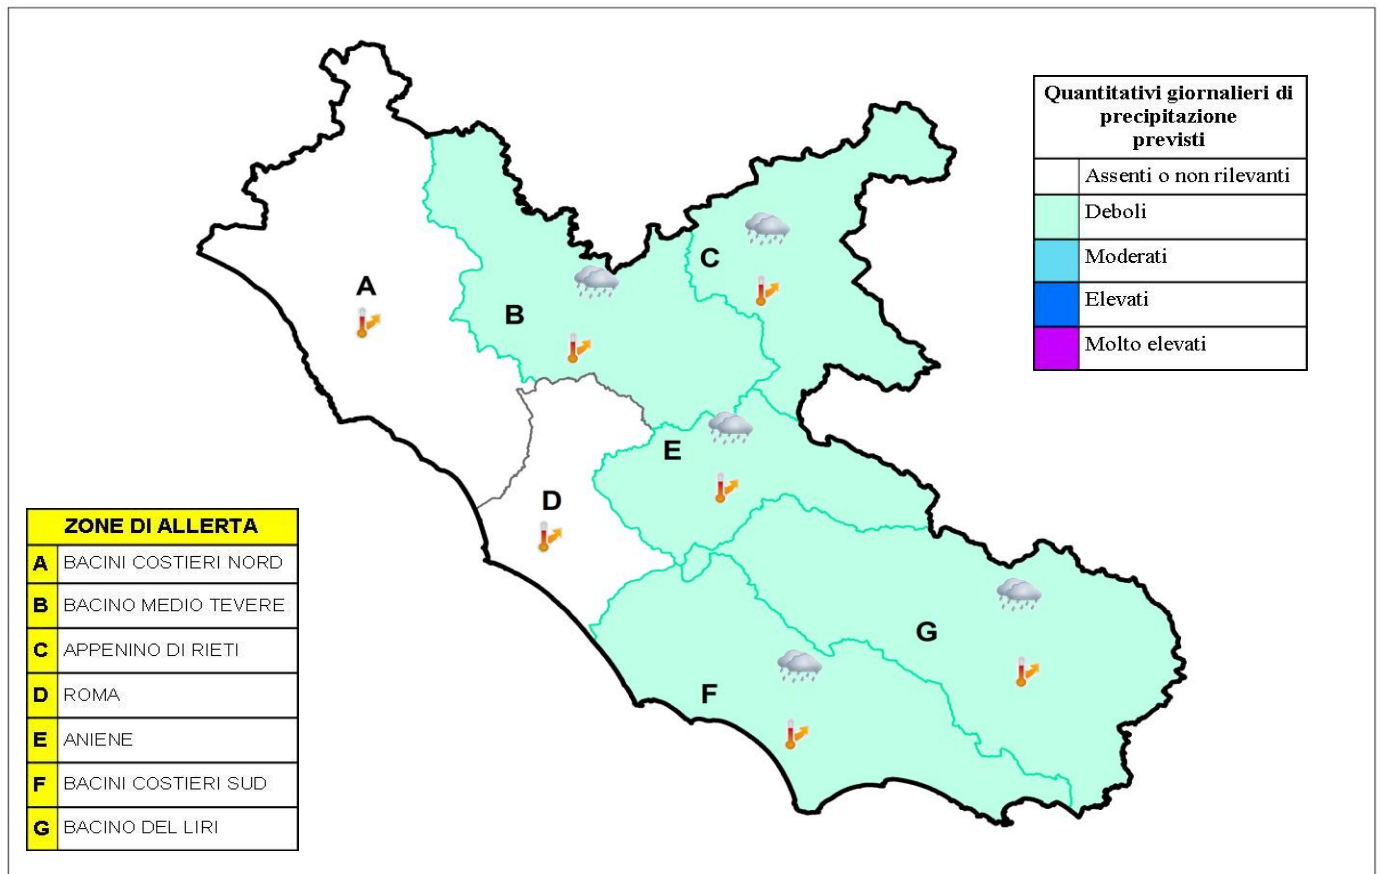 Quantitativi giornalieri di
precipitazione
previsti
Assenti o non rilevanti
Deboli
Moderati
Elevati
Molto elevati
A
B
C
D
E
F
G
ZONE DI ALLERTA
A BACINI COSTIERI NORD
B BACINO MEDIO TEVERE
C APPENINO DI RIETI
D ROMA
E ANIENE
F BACINI COSTIERI SUD
G BACINO DEL LIRI